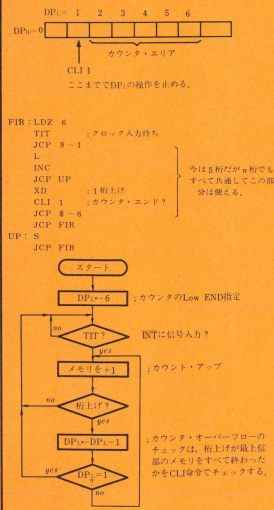 DPL= 1 2 3 4 5 6
DPH=0
カウンタ・エリア
CLI 1
ここまででDPLの操作を止める．
FIR：LDZ 6
TIT ；クロック入力待ち
JCP $－1
L
INC
JCP UP
XD ；1桁上げ
CLI 1 ；カウンタ・エンド？
JCP $－6
JCP FIR
UP：S
JCP FIR
今は5桁だがn桁でも
すべて共通してこの部
分は使える．
スタート
DPL←6 ；カウンタのLow END指定
TIT？ INTに信号入力？
no
yes
メモリを＋1 ；カウント・アップ
桁上げ？
no
yes
DPL←DPL－1
；カウンタ・オーバーフローの
チェックは，桁上げが最上信
部のメモリをすべて終わった
かをCLI命令でチェックする．
DPL＝1
？
yes
no